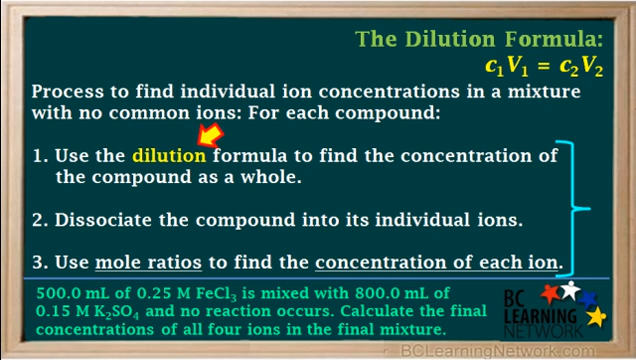 The Dilution Formula:
c₁V₁ = c₂V₂
Process to find individual ion concentrations in a mixture
with no common ions: For each compound:
1. Use the dilution formula to find the concentration of
the compound as a whole.
2. Dissociate the compound into its individual ions.
3. Use mole ratios to find the concentration of each ion.
500.0 mL of 0.25 M FeCl₃ is mixed with 800.0 mL of
0.15 M K₂SO₄ and no reaction occurs. Calculate the final
concentrations of all four ions in the final mixture.
BC
LEARNING
NETWORK
BCLearningNetwork.com